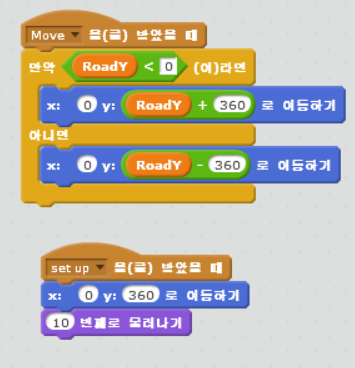 Move ▼ 을(를) 받았을 때
만약 RoadY < 0 (이)라면
x: 0 y: RoadY + 360 로 이동하기
아니면
x: 0 y: RoadY - 360 로 이동하기
set up ▼ 을(를) 받았을 때
x: 0 y: 360 로 이동하기
10 번째로 물러나기